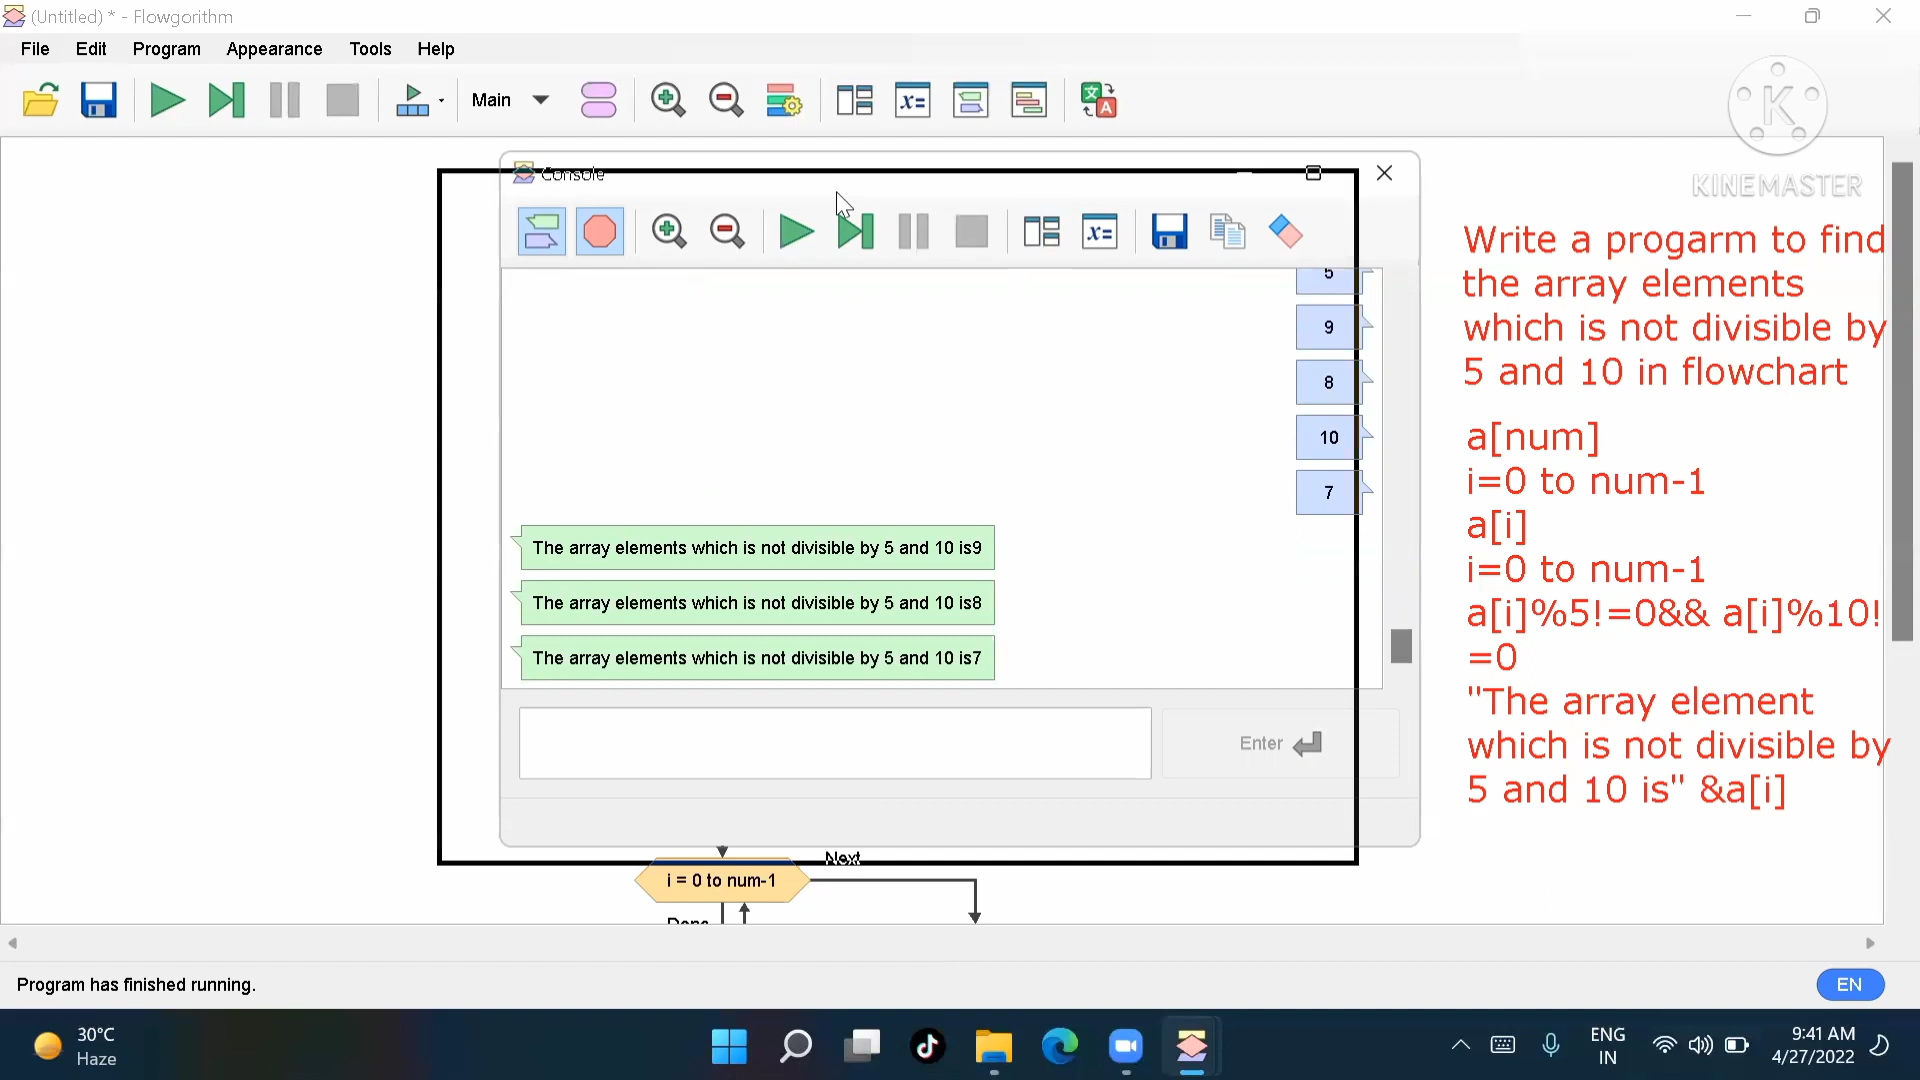 (Untitled) * - Flowgorithm
File Edit Program Appearance Tools Help
Main
x=
K
KINEMASTER
Console
x=
5
9
8
10
7
The array elements which is not divisible by 5 and 10 is9
The array elements which is not divisible by 5 and 10 is8
The array elements which is not divisible by 5 and 10 is7
Enter
Next
i = 0 to num-1
Done
Write a progarm to find
the array elements
which is not divisible by
5 and 10 in flowchart
a[num]
i=0 to num-1
a[i]
i=0 to num-1
a[i]%5!=0&& a[i]%10!
=0
"The array element
which is not divisible by
5 and 10 is" &a[i]
Program has finished running.
EN
30°C
Haze
ENG
IN
9:41 AM
4/27/2022